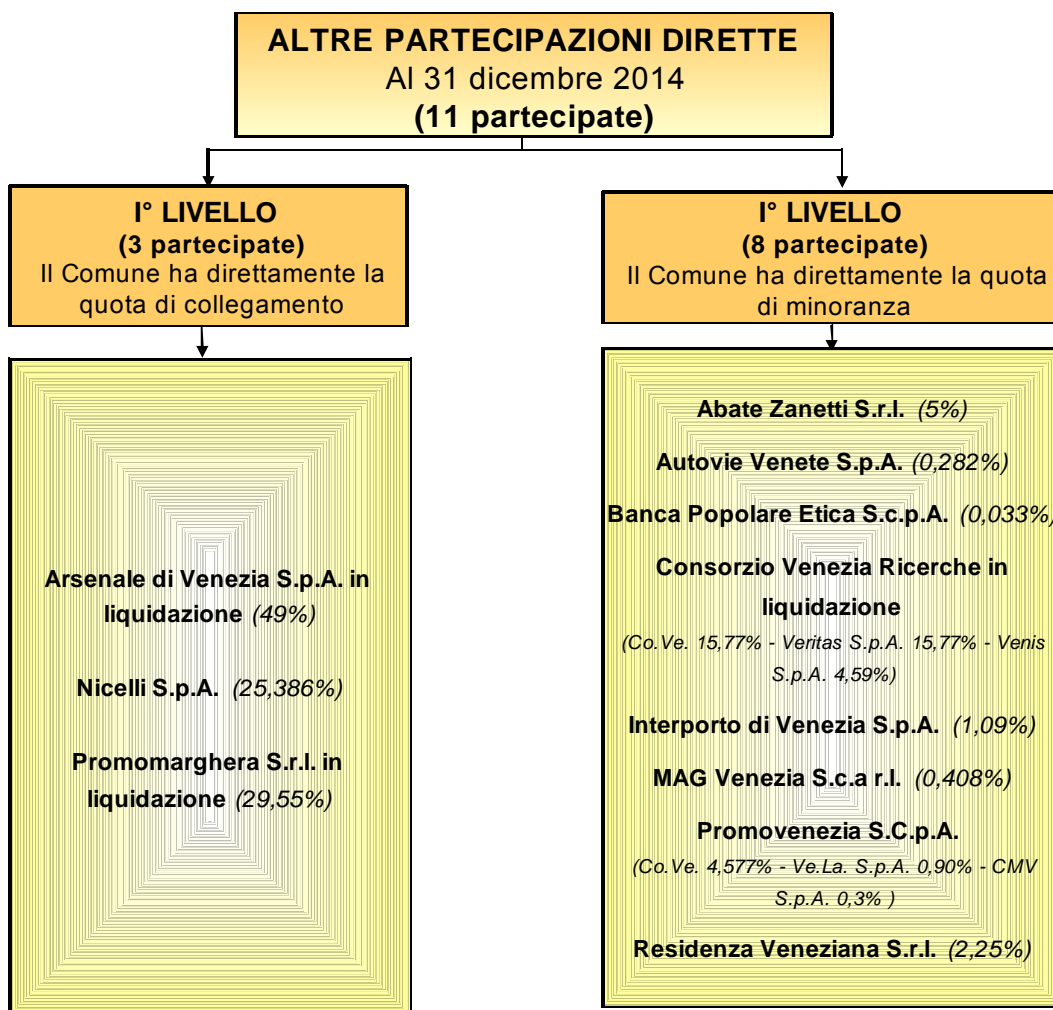 ALTRE PARTECIPAZIONI DIRETTE
Al 31 dicembre 2014
(11 partecipate)
I° LIVELLO
(3 partecipate)
Il Comune ha direttamente la
quota di collegamento
I° LIVELLO
(8 partecipate)
Il Comune ha direttamente la quota
di minoranza
Arsenale di Venezia S.p.A. in
liquidazione (49%)
Nicelli S.p.A. (25,386%)
Promomarghera S.r.l. in
liquidazione (29,55%)
Abate Zanetti S.r.l. (5%)
Autovie Venete S.p.A. (0,282%)
Banca Popolare Etica S.c.p.A. (0,033%)
Consorzio Venezia Ricerche in
liquidazione
(Co.Ve. 15,77% - Veritas S.p.A. 15,77% - Venis
S.p.A. 4,59%)
Interporto di Venezia S.p.A. (1,09%)
MAG Venezia S.c.a r.l. (0,408%)
Promovenezia S.C.p.A.
(Co.Ve. 4,577% - Ve.La. S.p.A. 0,90% - CMV
S.p.A. 0,3% )
Residenza Veneziana S.r.l. (2,25%)